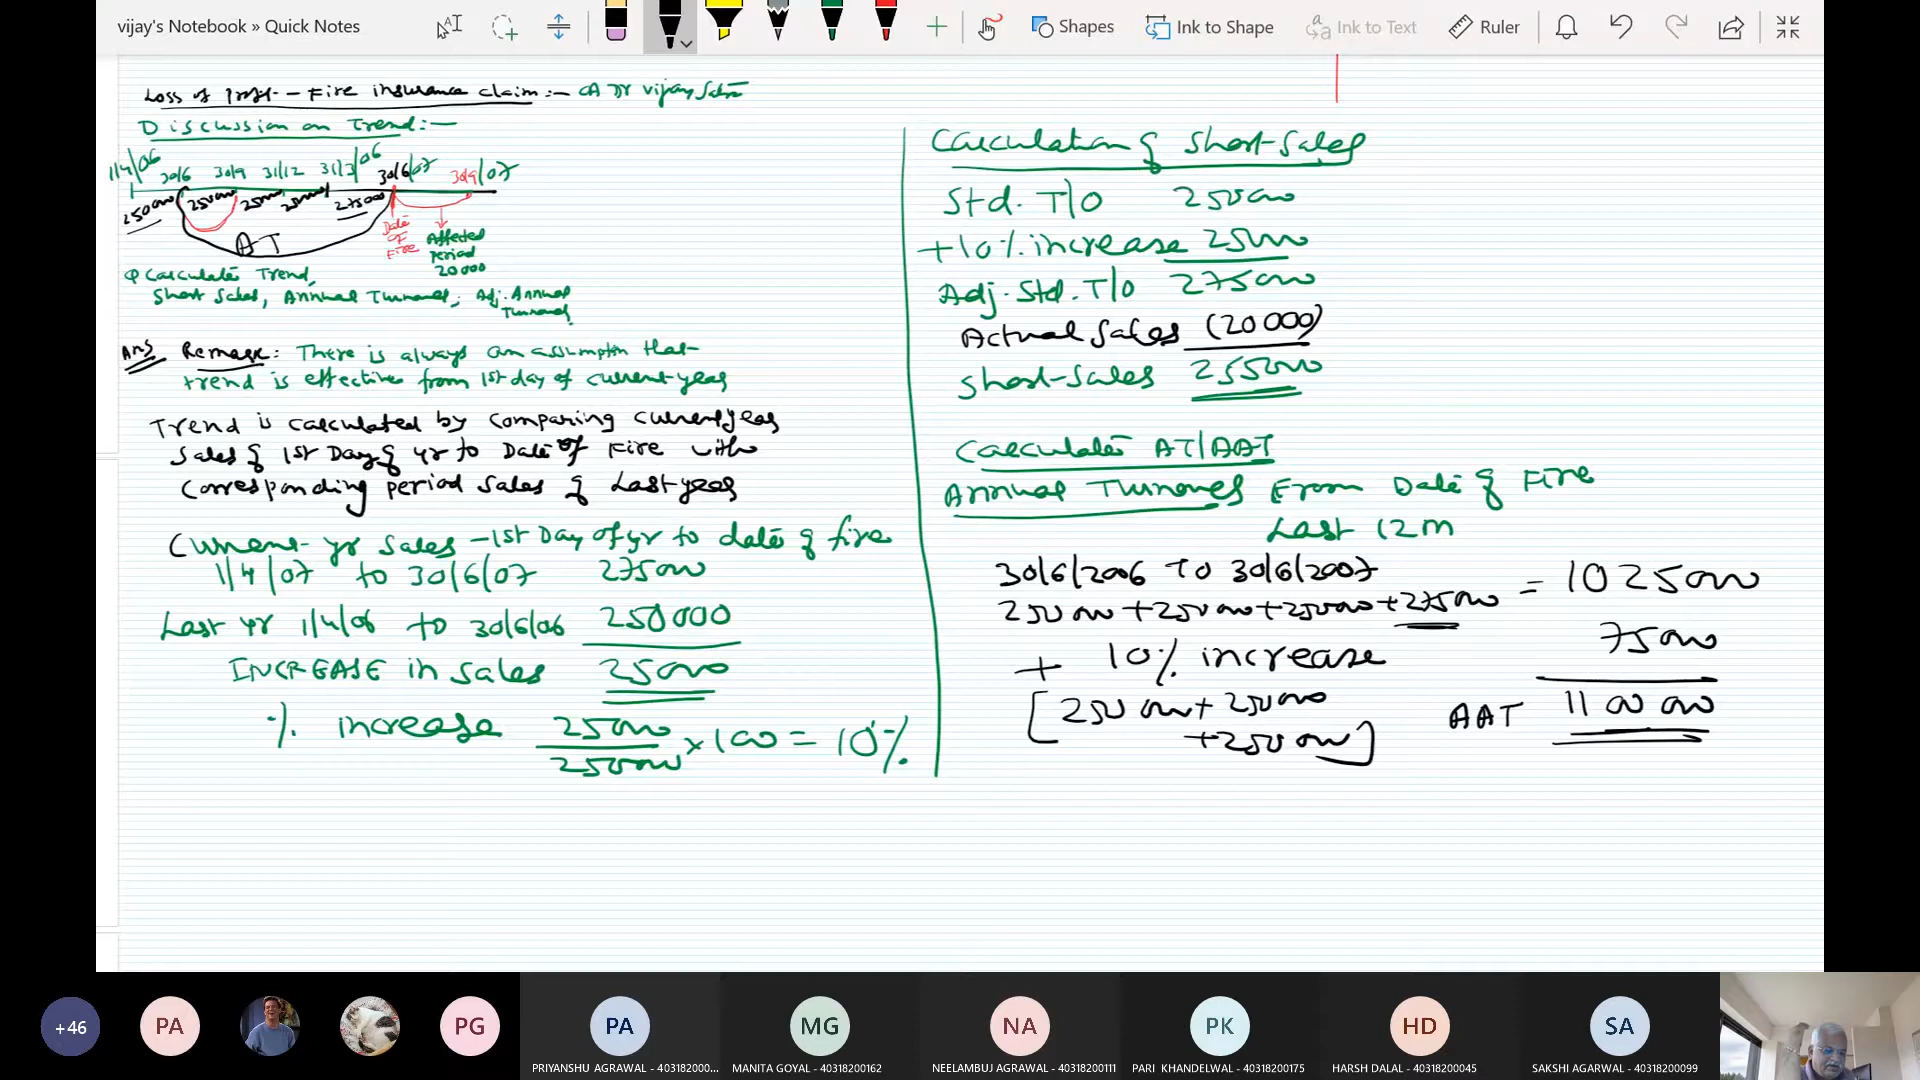 vijay's Notebook » Quick Notes
Shapes
Ink to Shape
Ink to Text
Ruler
Loss of Profit - Fire insurance claim :- CA Dr vijay
Discussion on Trend :-
1/4/06 30/6 30/9 31/12 31/3/06 30/6/07 30/9/07
250000 250000 25000 25000 275000
AT
Date of Fire
Affected Period 20000
Q Calculate Trend,
Short Sales, Annual Turnover, Adj. Annual
Turnover,
Ans Remark: There is always an assumption that
trend is effective from 1st day of current year
Trend is calculated by comparing current year
Sales of 1st Day of yr to Date of Fire with
Corresponding period Sales of Last year
Current yr Sales - 1st Day of yr to date of fire
1/4/07 to 30/6/07 275000
Last yr 1/4/06 to 30/6/06 250000
INCREASE in sales 25000
% increase 25000/250000 × 100 = 10%
Calculation of Short-Sales
Std. T/O 250000
+10% increase 25000
Adj. Std. T/O 275000
Actual Sales (20000)
Short-Sales 255000
Calculate AT/AAT
Annual Turnover From Date of Fire
Last 12 m
30/6/2006 TO 30/6/2007
250000 + 250000 + 250000 + 275000 = 1025000
+ 10% increase 75000
[250000 + 250000
+ 250000]
AAT 1100000
+46
PA
PG
PA
MG
NA
PK
HD
SA
PRIYANSHU AGRAWAL - 40318200...
MANITA GOYAL - 40318200162
NEELAMBUJ AGRAWAL - 40318200111
PARI KHANDELWAL - 40318200175
HARSH DALAL - 40318200045
SAKSHI AGARWAL - 40318200099